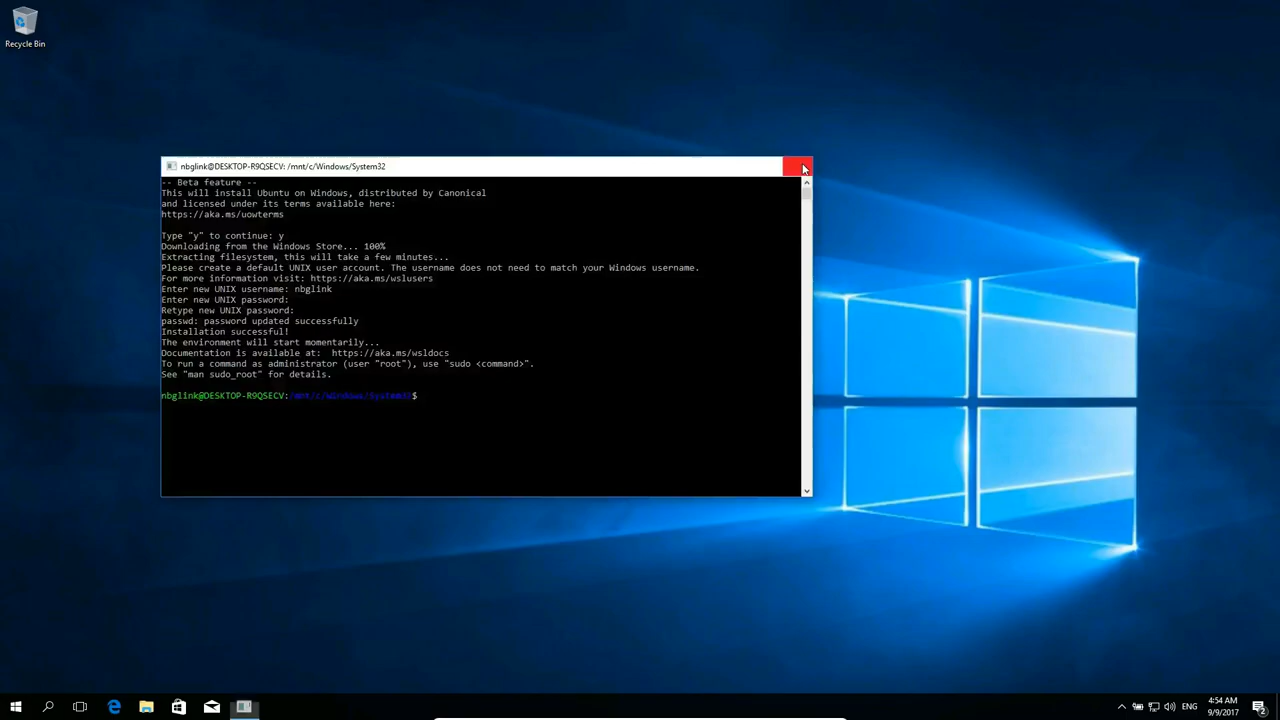 Recycle Bin
nbglink@DESKTOP-R9QSECV: /mnt/c/Windows/System32
-- Beta feature --
This will install Ubuntu on Windows, distributed by Canonical
and licensed under its terms available here:
https://aka.ms/uowterms
Type "y" to continue: y
Downloading from the Windows Store... 100%
Extracting filesystem, this will take a few minutes...
Please create a default UNIX user account. The username does not need to match your Windows username.
For more information visit: https://aka.ms/wslusers
Enter new UNIX username: nbglink
Enter new UNIX password:
Retype new UNIX password:
passwd: password updated successfully
Installation successful!
The environment will start momentarily...
Documentation is available at:  https://aka.ms/wsldocs
To run a command as administrator (user "root"), use "sudo <command>".
See "man sudo_root" for details.
nbglink@DESKTOP-R9QSECV:/mnt/c/Windows/System32$
ENG
4:54 AM
9/9/2017
2